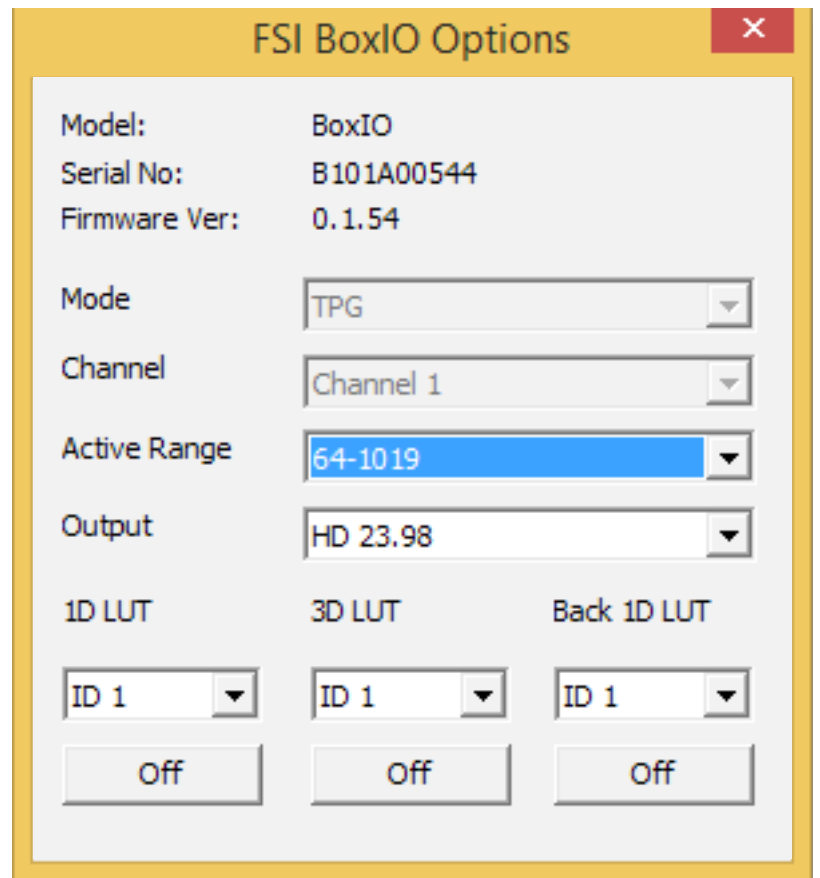 FSI BoxIO Options
Model: BoxIO
Serial No: B101A00544
Firmware Ver: 0.1.54
Mode TPG
Channel Channel 1
Active Range 64-1019
Output HD 23.98
1D LUT 3D LUT Back 1D LUT
ID 1 ID 1 ID 1
Off Off Off